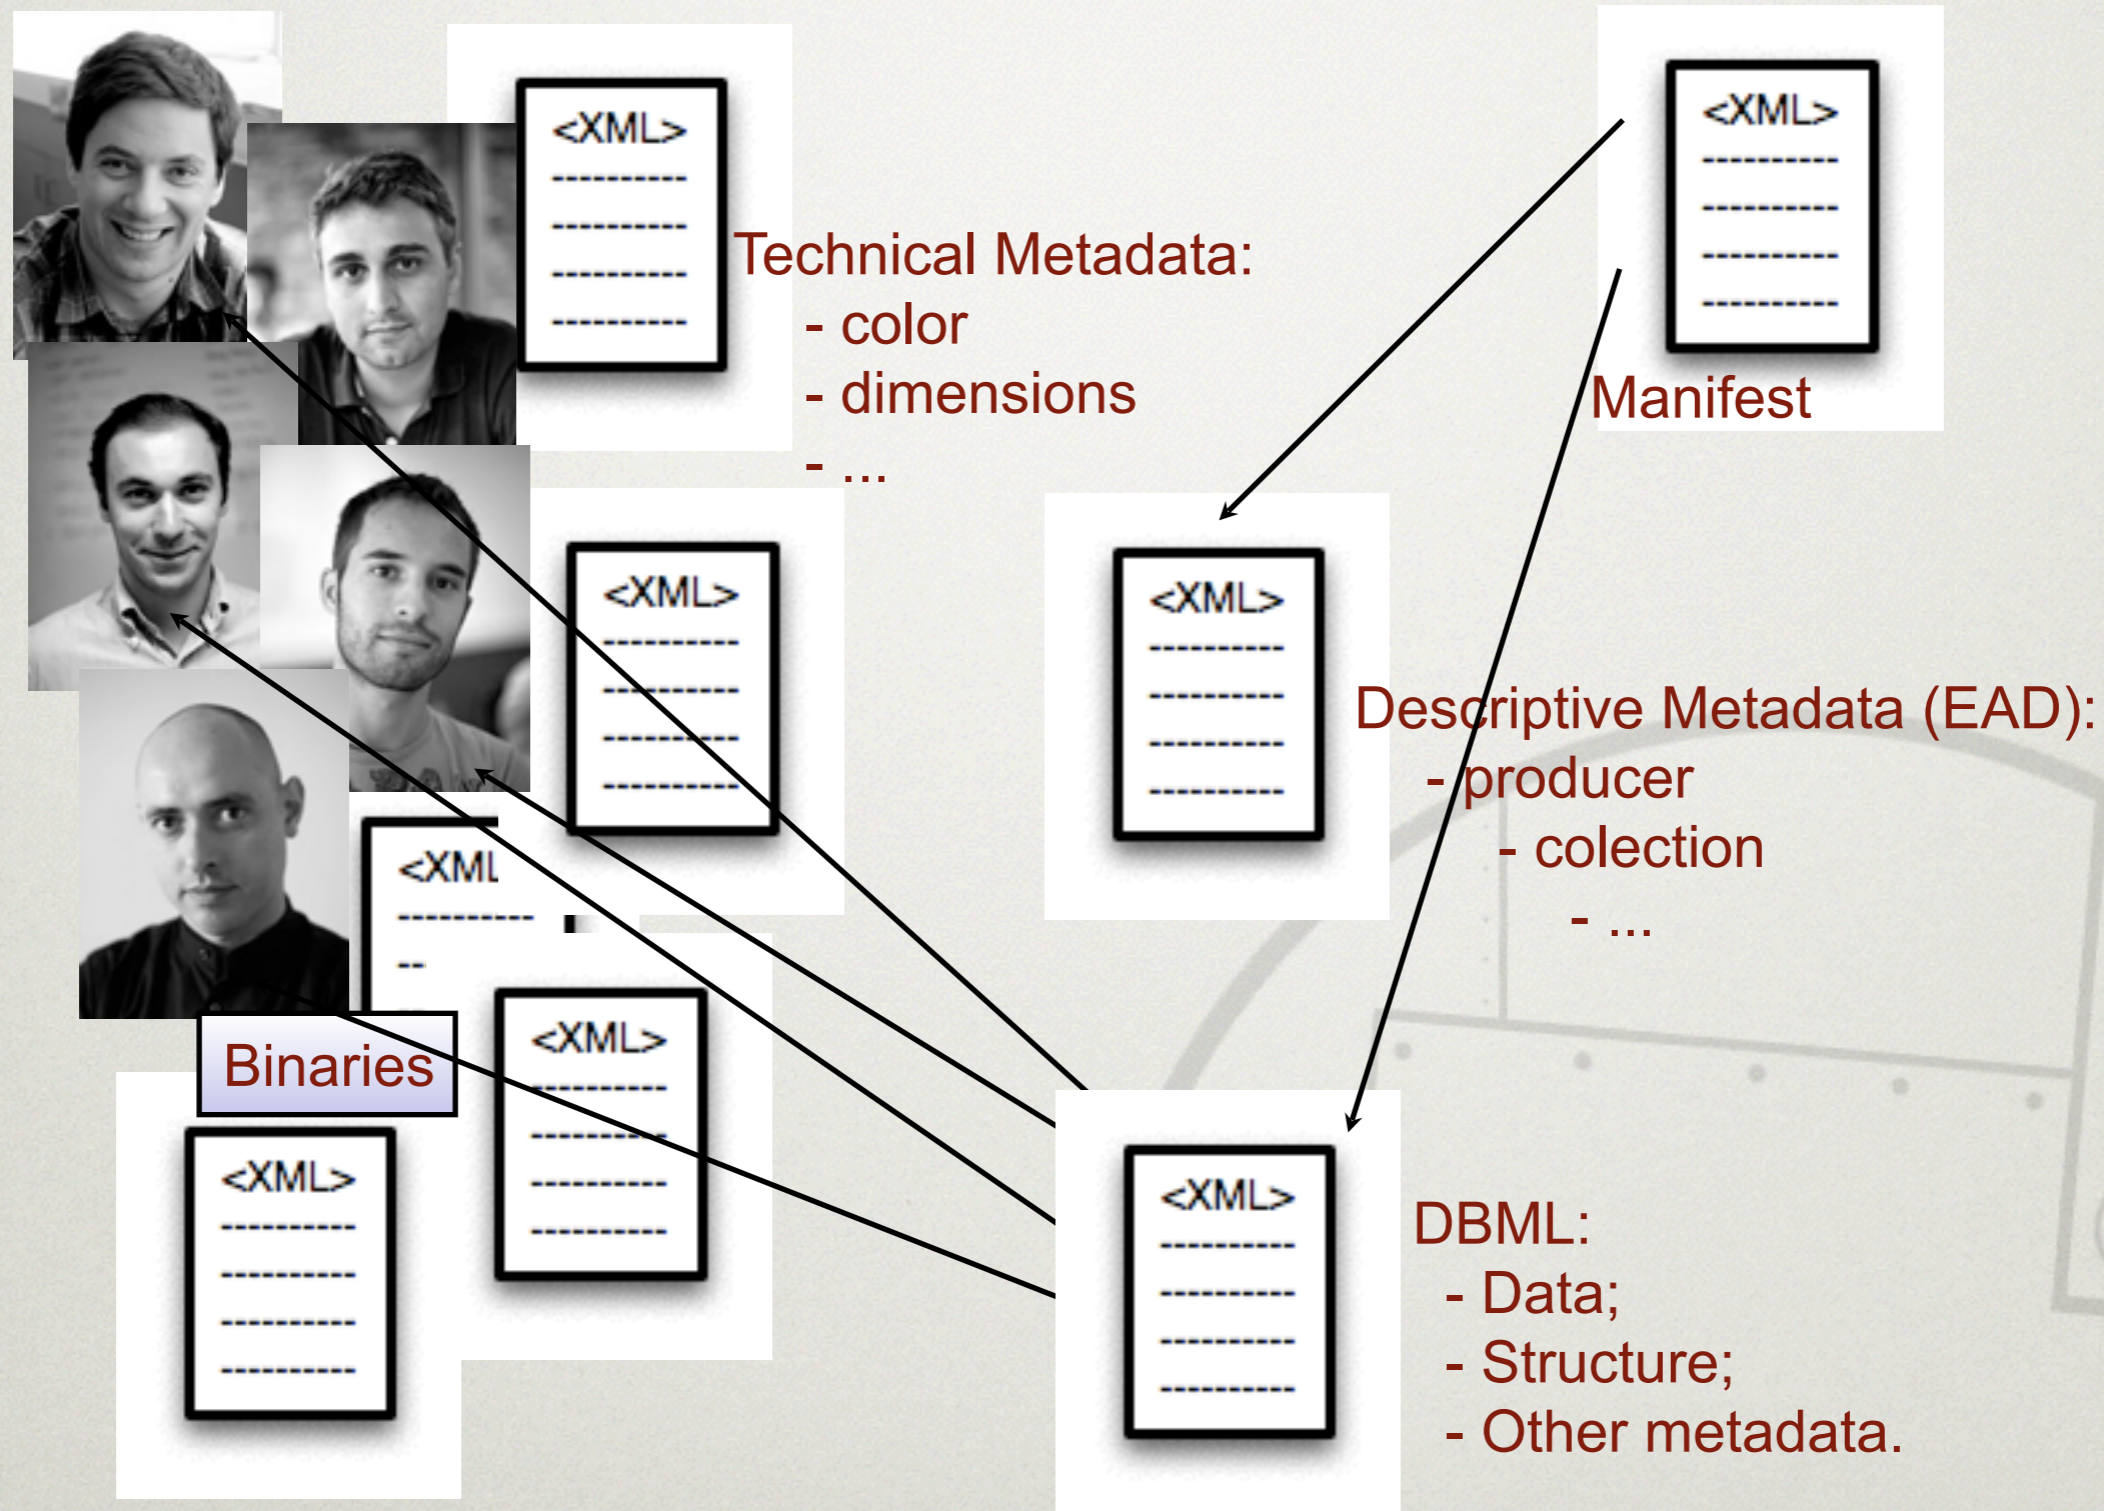 <XML>
Technical Metadata:
- color
- dimensions
- ...
<XML>
Manifest
<XML>
<XML>
Descriptive Metadata (EAD):
- producer
- colection
- ...
<XML
<XML>
Binaries
<XML>
<XML>
DBML:
- Data;
- Structure;
- Other metadata.